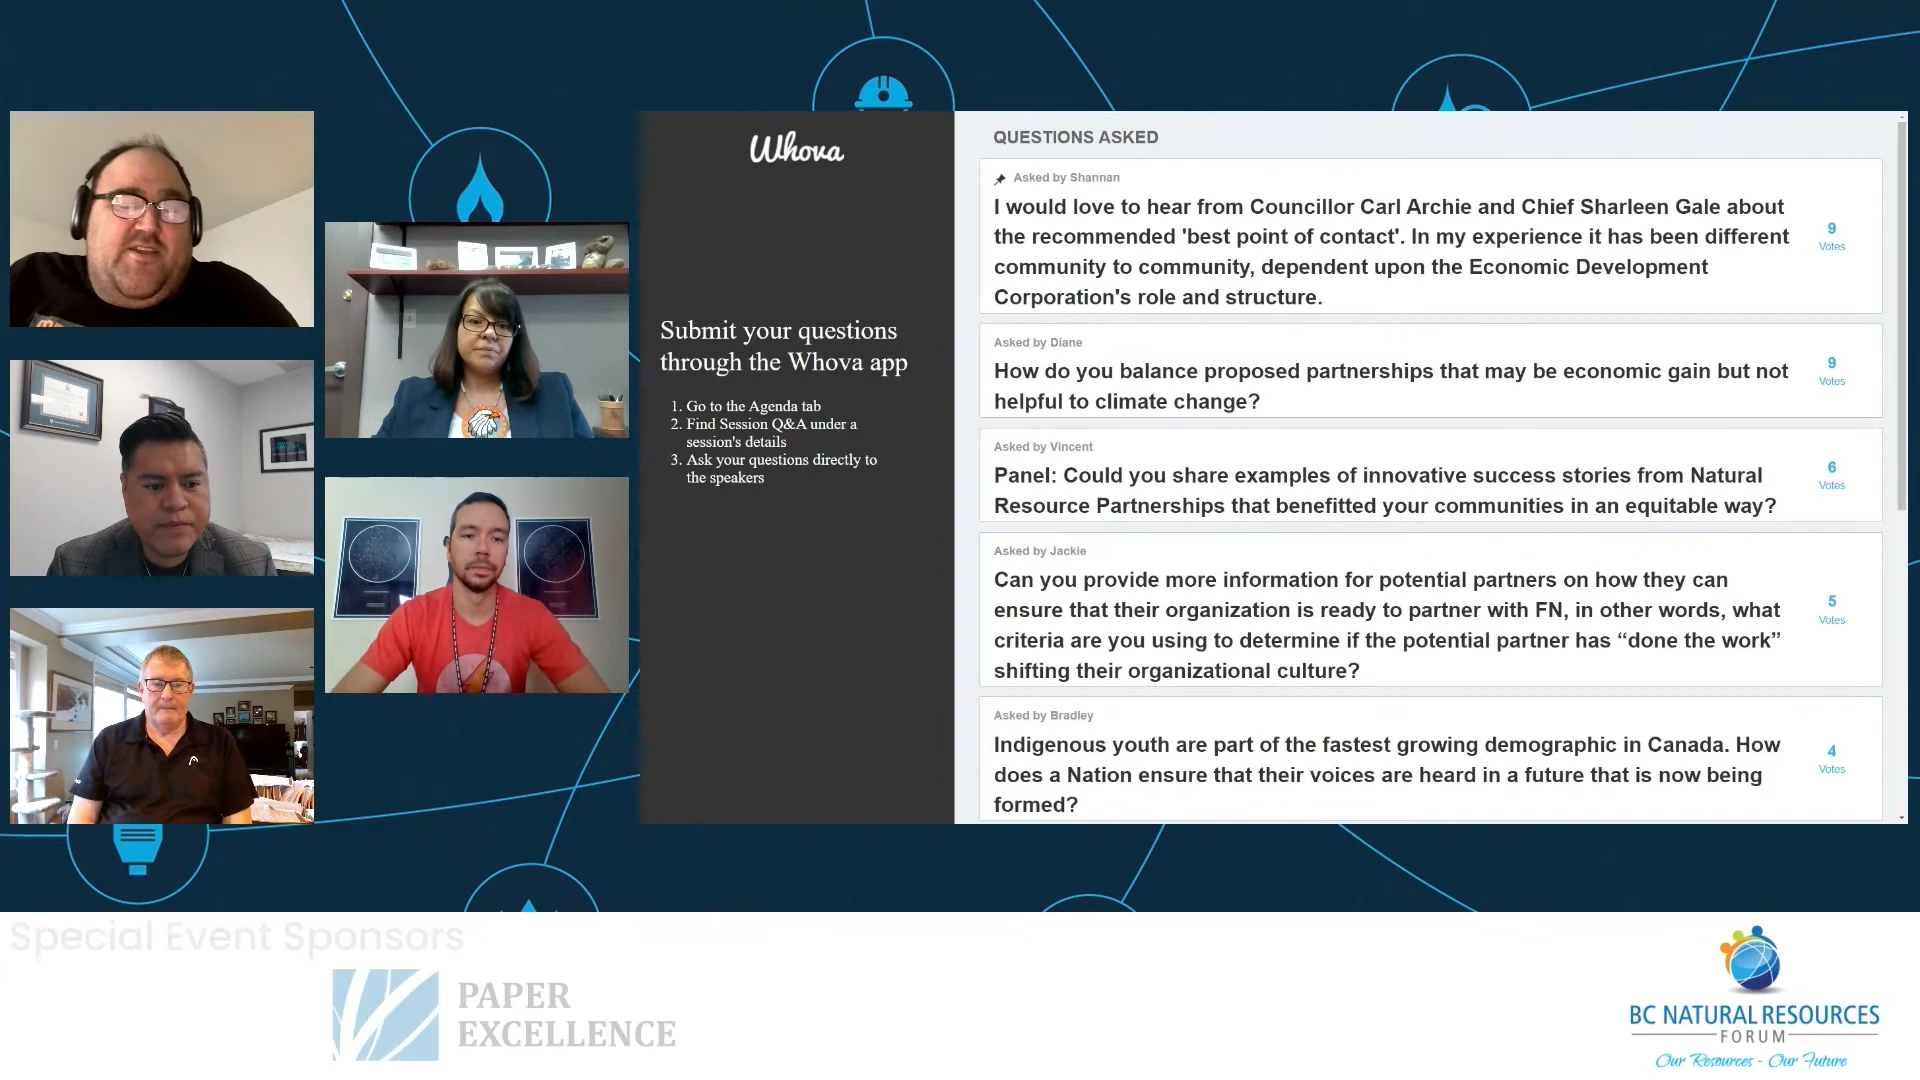 Whova
Submit your questions
through the Whova app
1. Go to the Agenda tab
2. Find Session Q&A under a
session's details
3. Ask your questions directly to
the speakers
QUESTIONS ASKED
Asked by Shannan
I would love to hear from Councillor Carl Archie and Chief Sharleen Gale about
the recommended 'best point of contact'. In my experience it has been different
community to community, dependent upon the Economic Development
Corporation's role and structure.
9
Votes
Asked by Diane
How do you balance proposed partnerships that may be economic gain but not
helpful to climate change?
9
Votes
Asked by Vincent
Panel: Could you share examples of innovative success stories from Natural
Resource Partnerships that benefitted your communities in an equitable way?
6
Votes
Asked by Jackie
Can you provide more information for potential partners on how they can
ensure that their organization is ready to partner with FN, in other words, what
criteria are you using to determine if the potential partner has “done the work”
shifting their organizational culture?
5
Votes
Asked by Bradley
Indigenous youth are part of the fastest growing demographic in Canada. How
does a Nation ensure that their voices are heard in a future that is now being
formed?
4
Votes
Special Event Sponsors
PAPER
EXCELLENCE
BC NATURAL RESOURCES
FORUM
Our Resources - Our Future